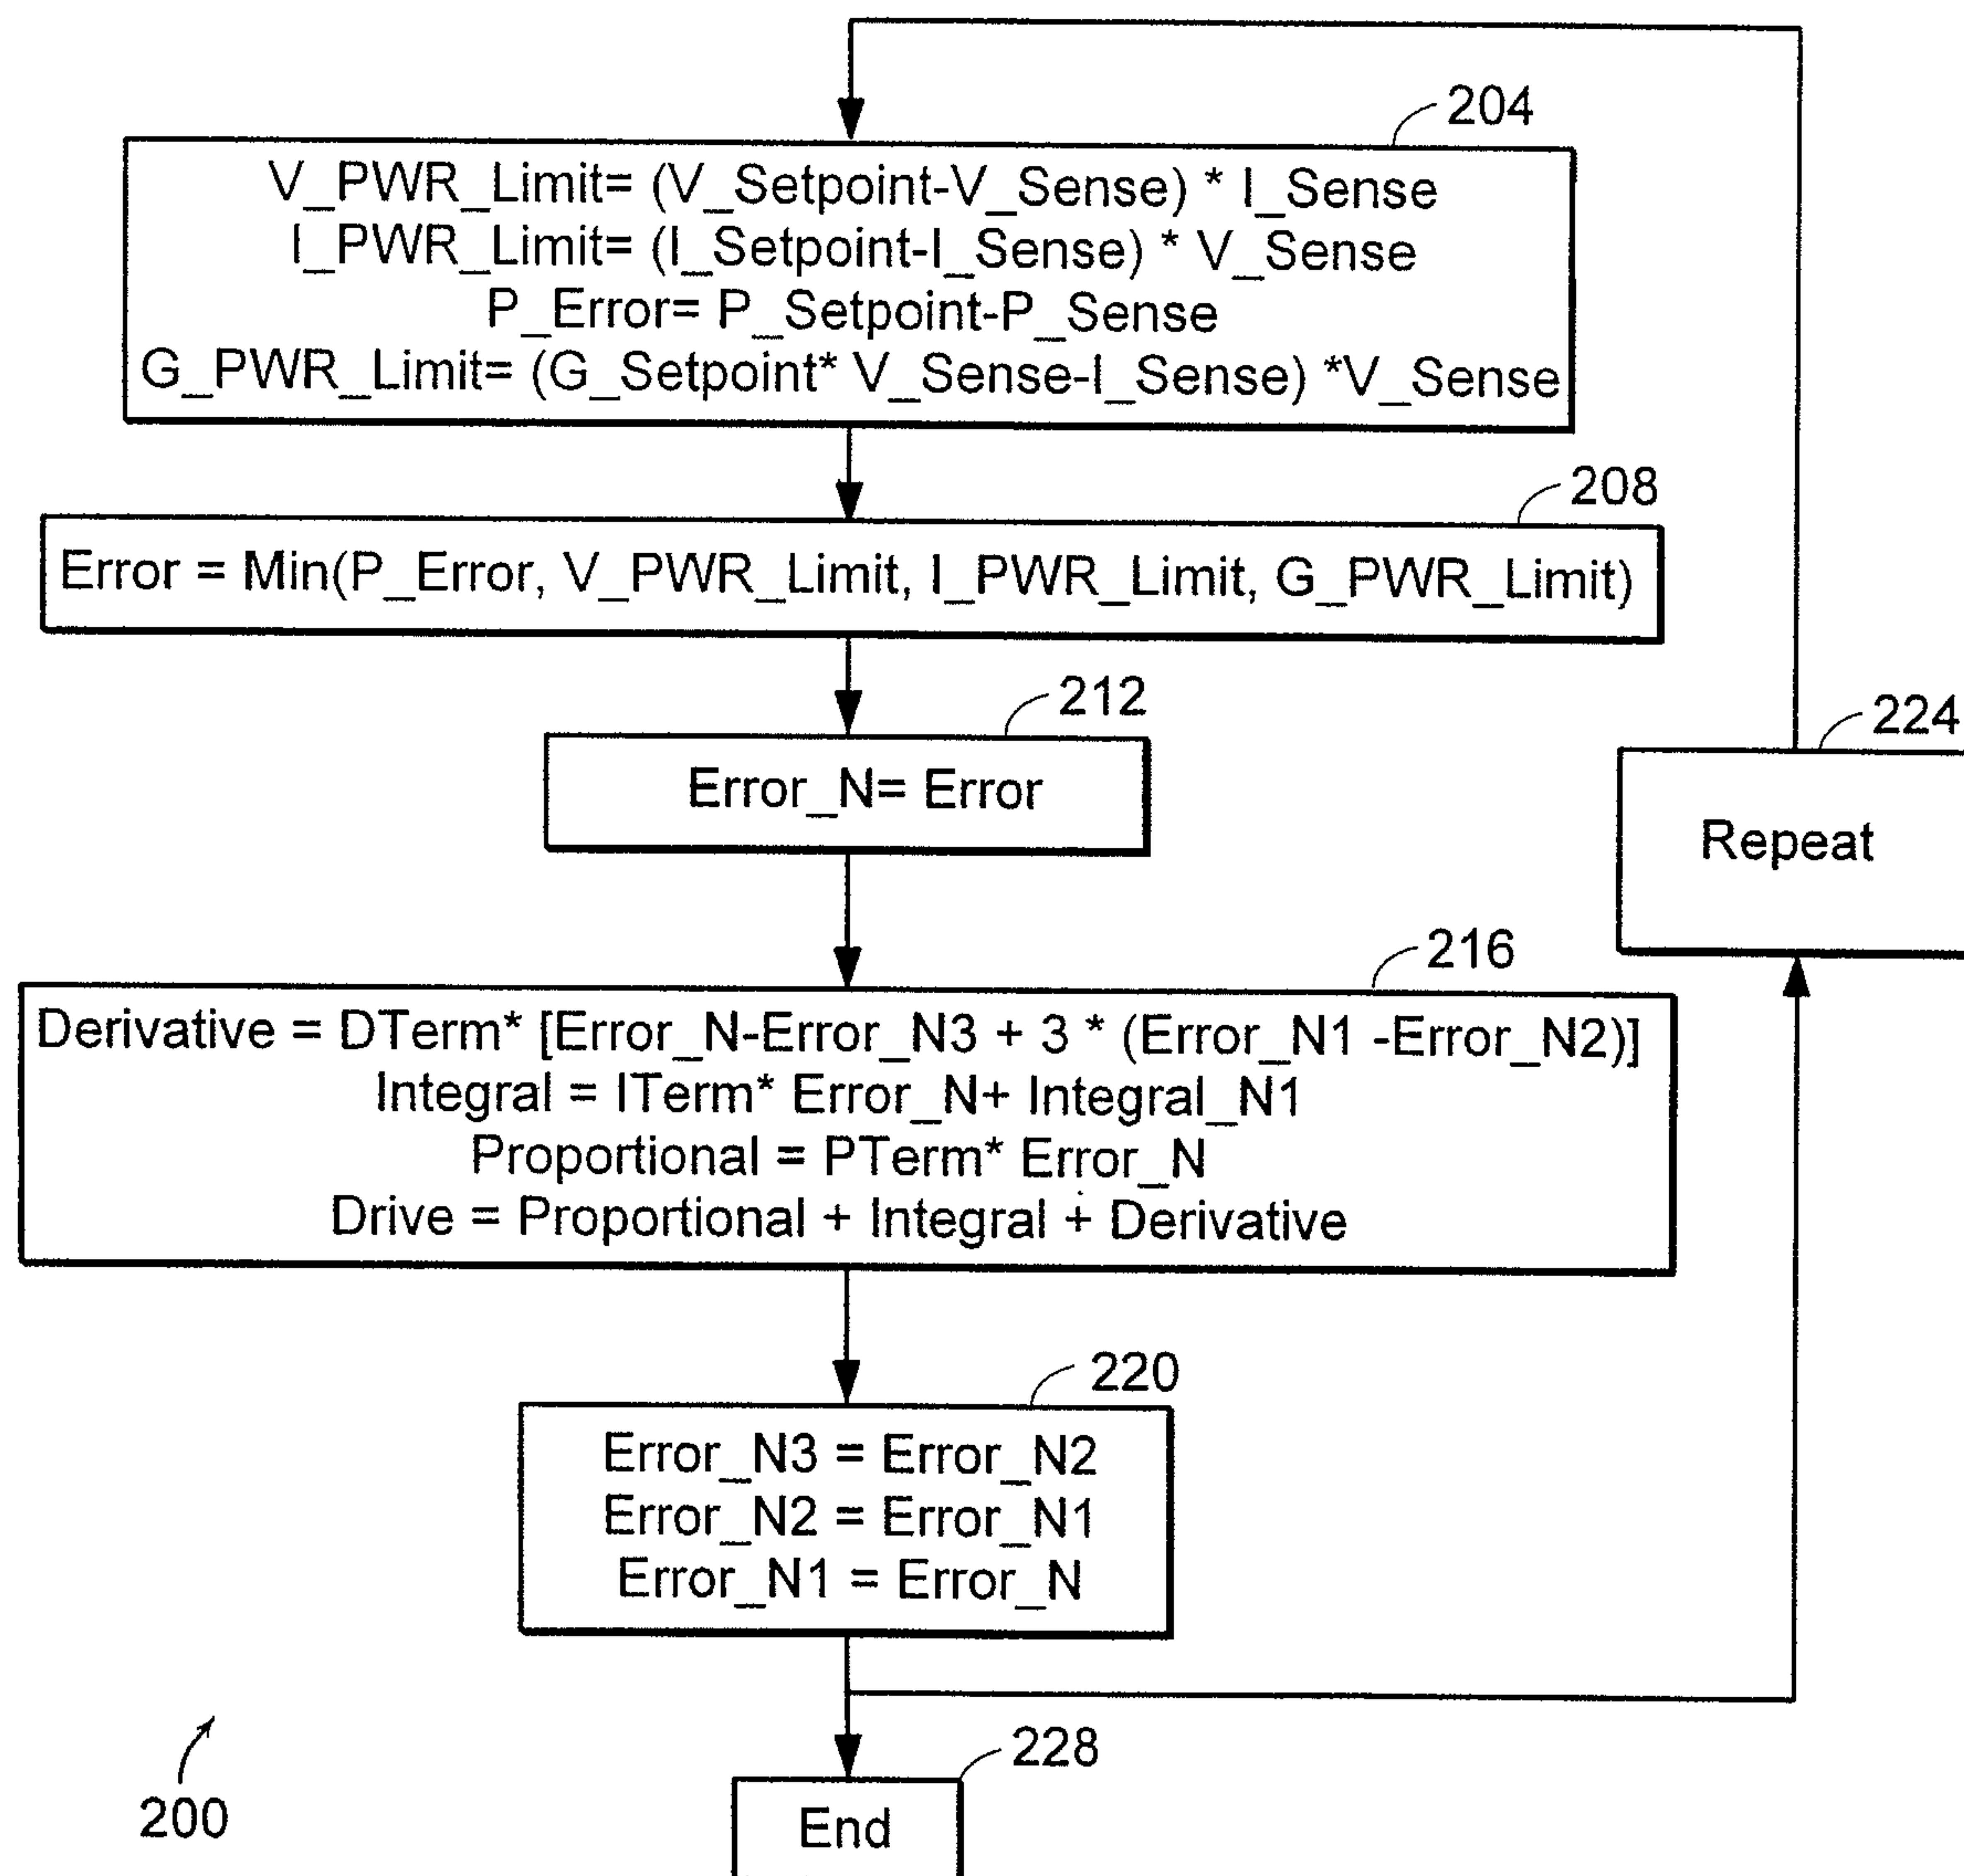 204
V_PWR_Limit= (V_Setpoint-V_Sense) * I_Sense
I_PWR_Limit= (I_Setpoint-I_Sense) * V_Sense
P_Error= P_Setpoint-P_Sense
G_PWR_Limit= (G_Setpoint* V_Sense-I_Sense) *V_Sense
208
Error = Min(P_Error, V_PWR_Limit, I_PWR_Limit, G_PWR_Limit)
212
Error_N= Error
224
Repeat
216
Derivative = DTerm* [Error_N-Error_N3 + 3 * (Error_N1 -Error_N2)]
Integral = ITerm* Error_N+ Integral_N1
Proportional = PTerm* Error_N
Drive = Proportional + Integral + Derivative
220
Error_N3 = Error_N2
Error_N2 = Error_N1
Error_N1 = Error_N
228
End
200